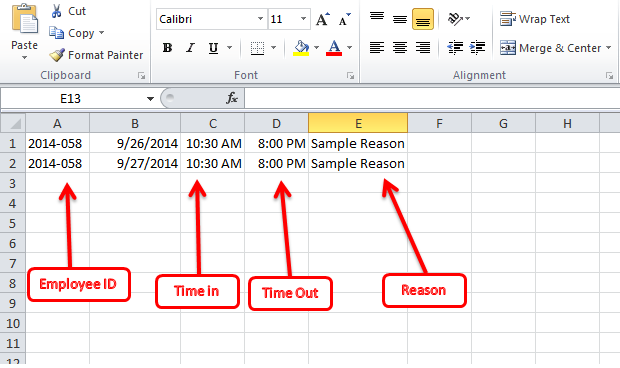 Cut
Calibri 11 A A Wrap Text
Copy
Paste
Format Painter B I U A Merge & Center
Clipboard Font Alignment
E13 fx
A B C D E F G H
1 2014-058 9/26/2014 10:30 AM 8:00 PM Sample Reason
2 2014-058 9/27/2014 10:30 AM 8:00 PM Sample Reason
3
4
5
6
7
8 Employee ID Time in Time Out Reason
9
10
11
12